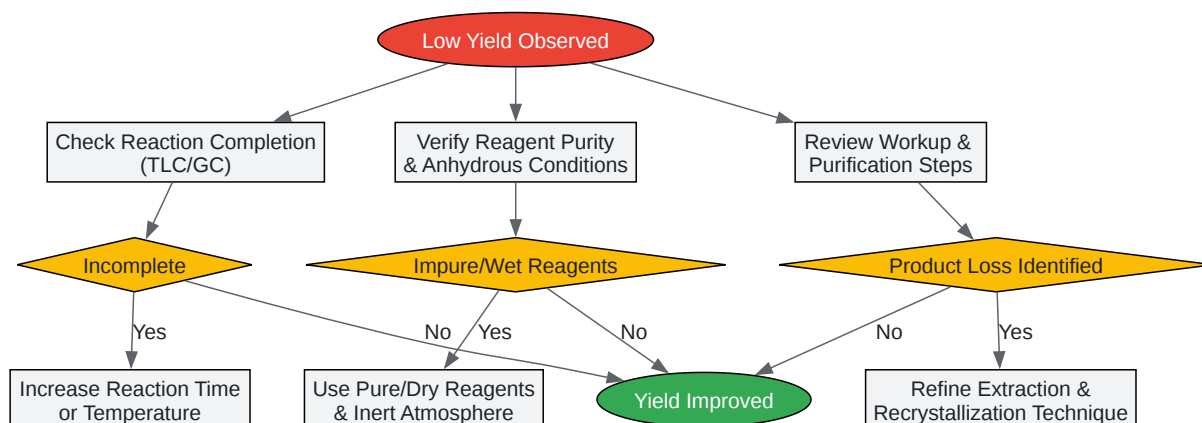 Low Yield Observed
Check Reaction Completion
(TLC/GC)
Verify Reagent Purity
& Anhydrous Conditions
Review Workup &
Purification Steps
Incomplete
Impure/Wet Reagents
Product Loss Identified
Yes
No
Yes
No
No
Yes
Increase Reaction Time
or Temperature
Use Pure/Dry Reagents
& Inert Atmosphere
Yield Improved
Refine Extraction &
Recrystallization Technique